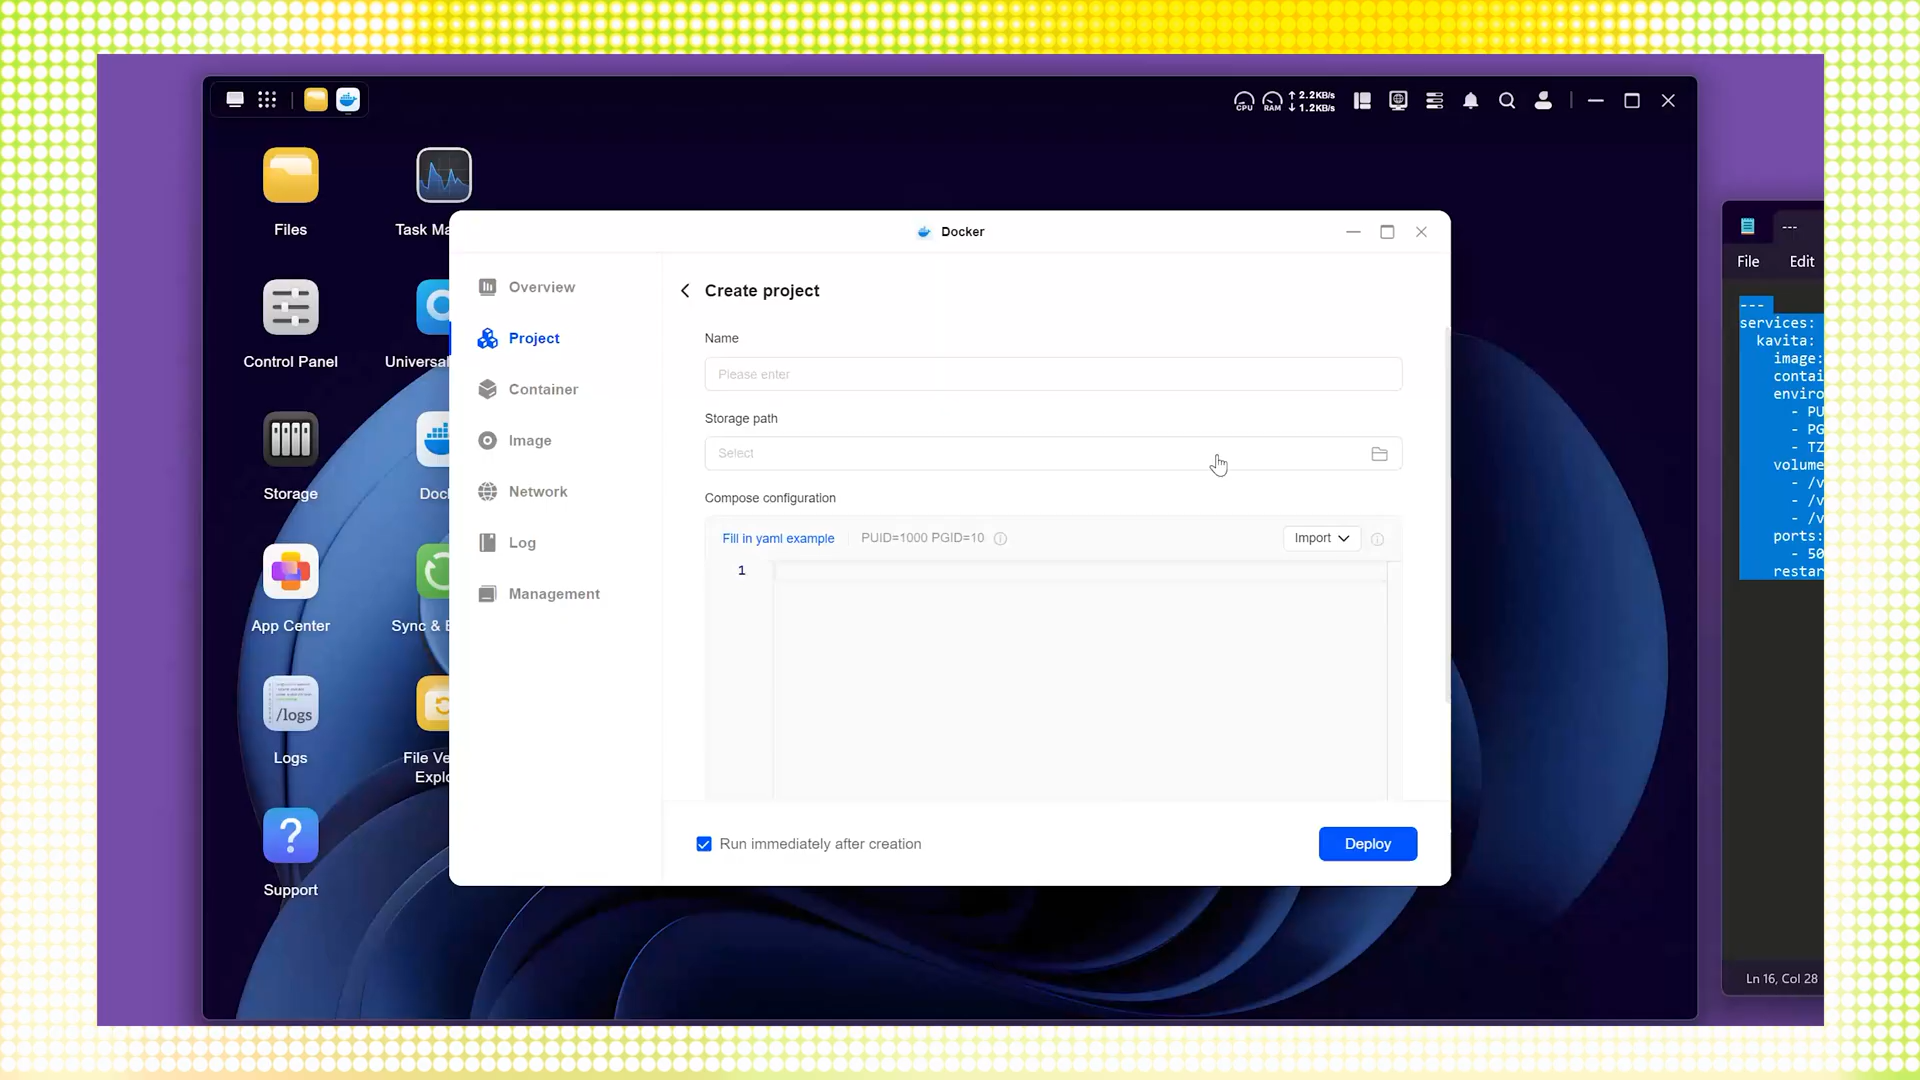 CPU
RAM
2.2KB/s
1.2KB/s
Files
Task Ma
Control Panel
Universal
Storage
Dock
App Center
Sync & B
/logs
Logs
File Ve
Explo
?
Support
Docker
Overview
Project
Container
Image
Network
Log
Management
Create project
Name
Please enter
Storage path
Select
Compose configuration
Fill in yaml example
PUID=1000 PGID=10
Import
1
Run immediately after creation
Deploy
---
File
Edit
---
services:
kavita:
image:
contai
enviro
- PU
- PG
- TZ
volume
- /v
- /v
- /v
ports:
- 50
restar
Ln 16, Col 28